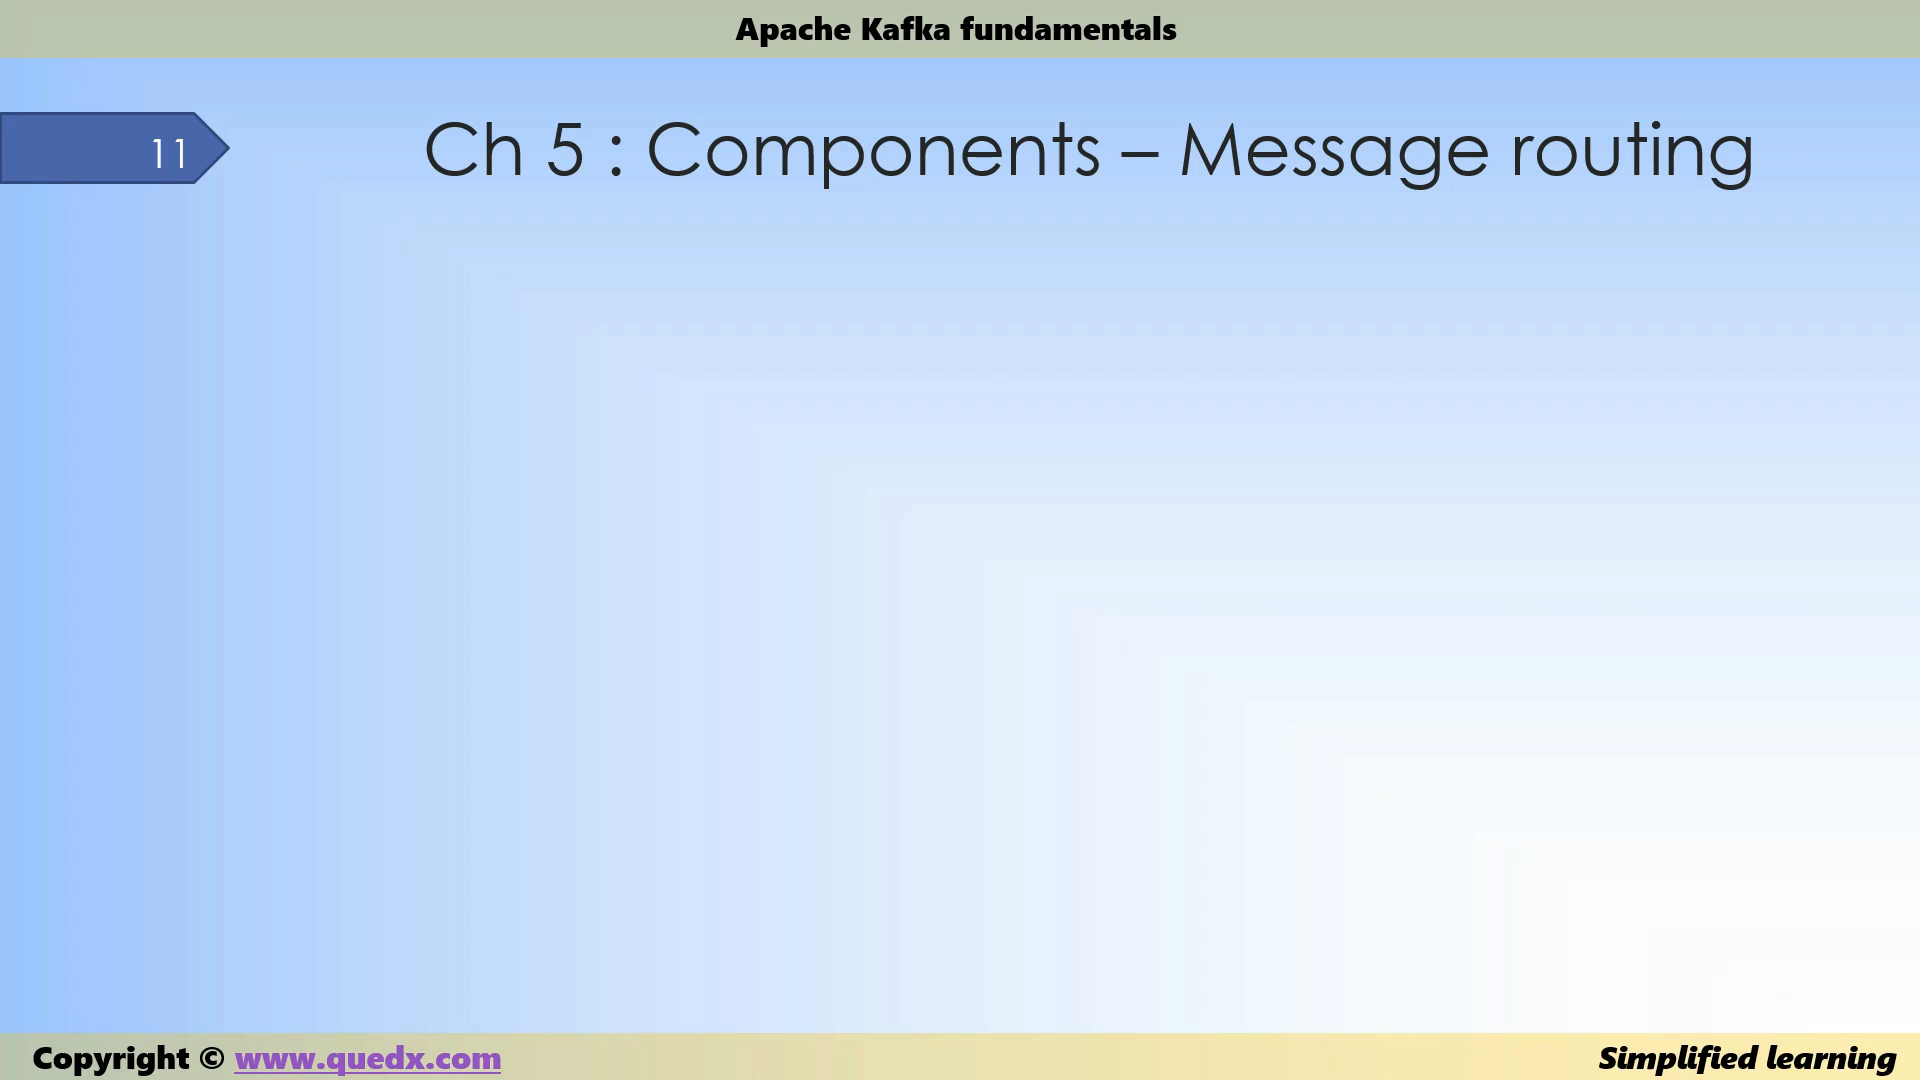 Apache Kafka fundamentals
11
Ch 5 : Components – Message routing
Copyright © www.quedx.com
Simplified learning